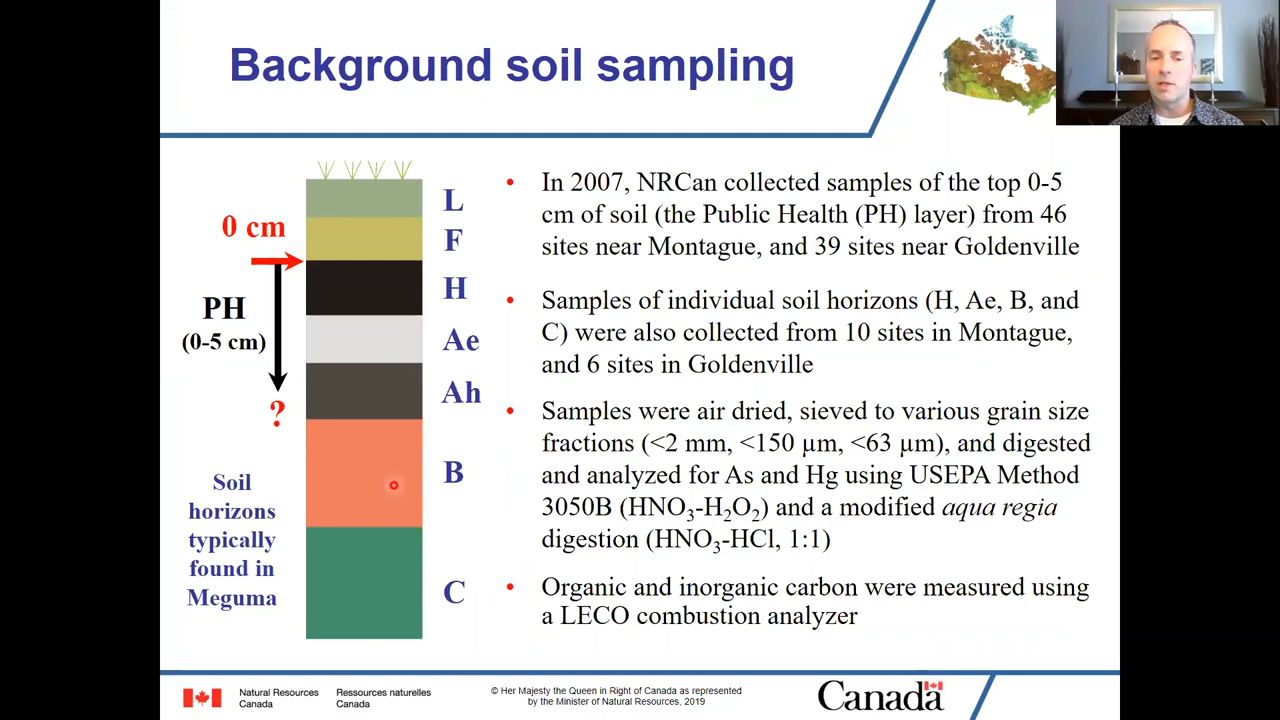 Background soil sampling
L
0 cm
F
H
PH
(0-5 cm)
Ae
Ah
?
B
Soil
horizons
typically
found in
Meguma
C
• In 2007, NRCan collected samples of the top 0-5
cm of soil (the Public Health (PH) layer) from 46
sites near Montague, and 39 sites near Goldenville
• Samples of individual soil horizons (H, Ae, B, and
C) were also collected from 10 sites in Montague,
and 6 sites in Goldenville
• Samples were air dried, sieved to various grain size
fractions (<2 mm, <150 µm, <63 µm), and digested
and analyzed for As and Hg using USEPA Method
3050B (HNO₃-H₂O₂) and a modified aqua regia
digestion (HNO₃-HCl, 1:1)
• Organic and inorganic carbon were measured using
a LECO combustion analyzer
Natural Resources
Canada
Ressources naturelles
Canada
© Her Majesty the Queen in Right of Canada as represented
by the Minister of Natural Resources, 2019
Canada